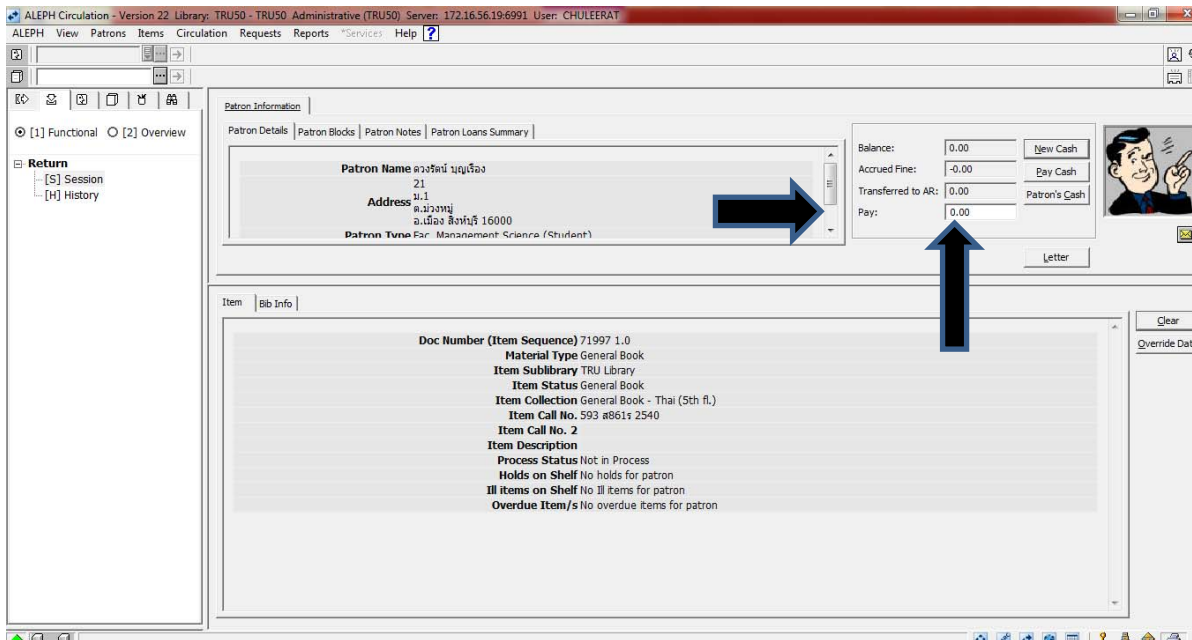 ALEPH Circulation - Version 22 Library: TRU50 - TRU50 Administrative (TRU50) Server: 172.16.56.19:6991 User: CHULEERAT
ALEPH View Patrons Items Circulation Requests Reports *Services Help ?
[1] Functional [2] Overview
Return
[S] Session
[H] History
Patron Information
Patron Details Patron Blocks Patron Notes Patron Loans Summary
Patron Name ดวงรัตน์ บุญเรือง
21
Address ม.1
ต.ม่วงหมู่
อ.เมือง สิงห์บุรี 16000
Patron Type Fac. Management Science (Student)
Balance: 0.00 New Cash
Accrued Fine: -0.00 Pay Cash
Transferred to AR: 0.00 Patron's Cash
Pay: 0.00
Letter
Item Bib Info
Clear
Override Dat
Doc Number (Item Sequence) 71997 1.0
Material Type General Book
Item Sublibrary TRU Library
Item Status General Book
Item Collection General Book - Thai (5th fl.)
Item Call No. 593 ส861ร 2540
Item Call No. 2
Item Description
Process Status Not in Process
Holds on Shelf No holds for patron
Ill items on Shelf No Ill items for patron
Overdue Item/s No overdue items for patron